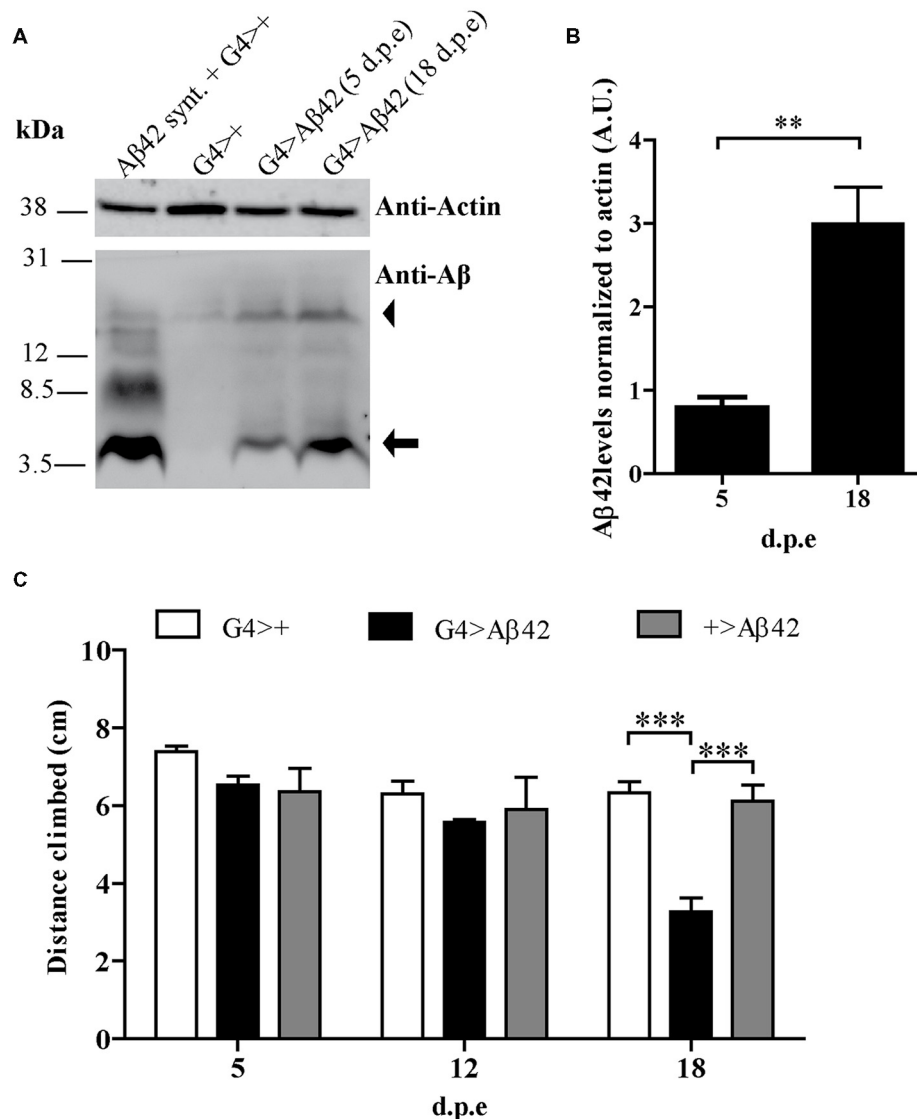 A
Aβ42 synt. + G4>+
G4>+
G4>Aβ42 (5 d.p.e)
G4>Aβ42 (18 d.p.e)
kDa
38
Anti-Actin
31
Anti-Aβ
12
8.5
3.5
B
Aβ42levels normalized to actin (A.U.)
**
4
3
2
1
0
5
18
d.p.e
C
G4>+
G4>Aβ42
+>Aβ42
Distance climbed (cm)
10
8
6
4
2
0
***
***
5
12
18
d.p.e